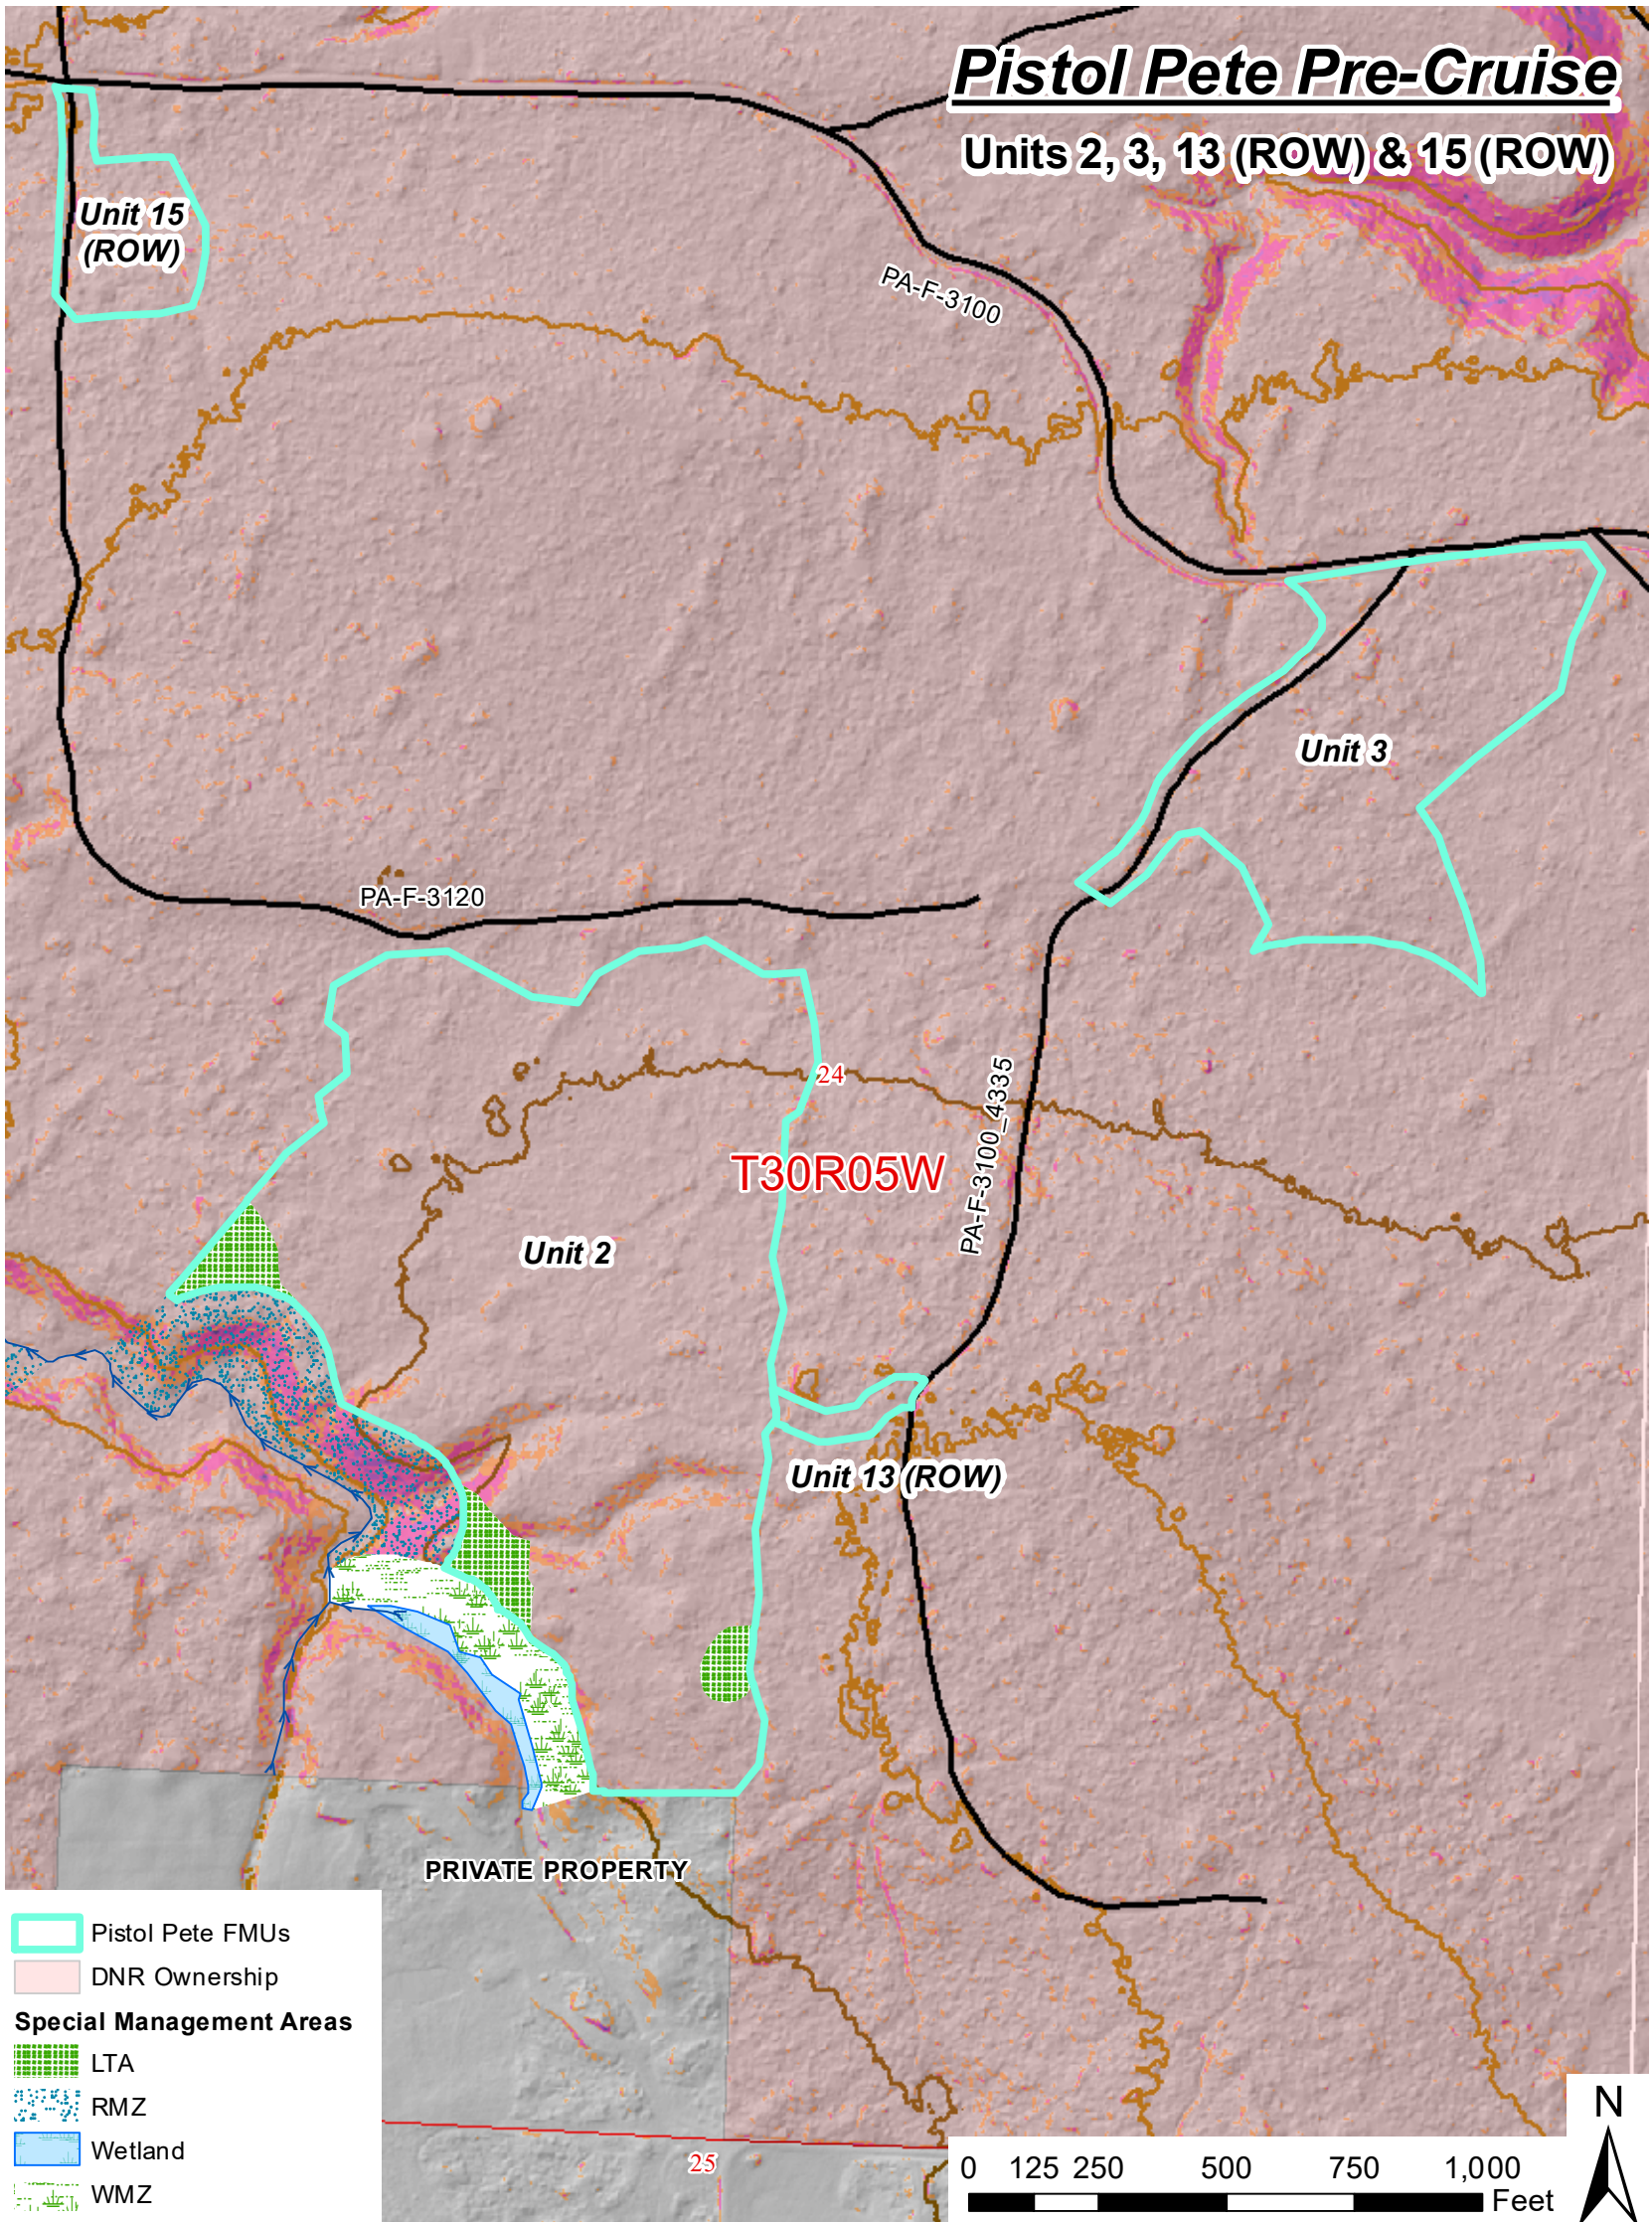 Pistol Pete Pre-Cruise
Units 2, 3, 13 (ROW) & 15 (ROW)
Unit 15
(ROW)
PA-F-3100
Unit 3
PA-F-3120
24
PA-F-3100_4335
T30R05W
Unit 2
Unit 13 (ROW)
PRIVATE PROPERTY
Pistol Pete FMUs
DNR Ownership
Special Management Areas
LTA
RMZ
Wetland
WMZ
25
N
0 125 250 500 750 1,000
Feet